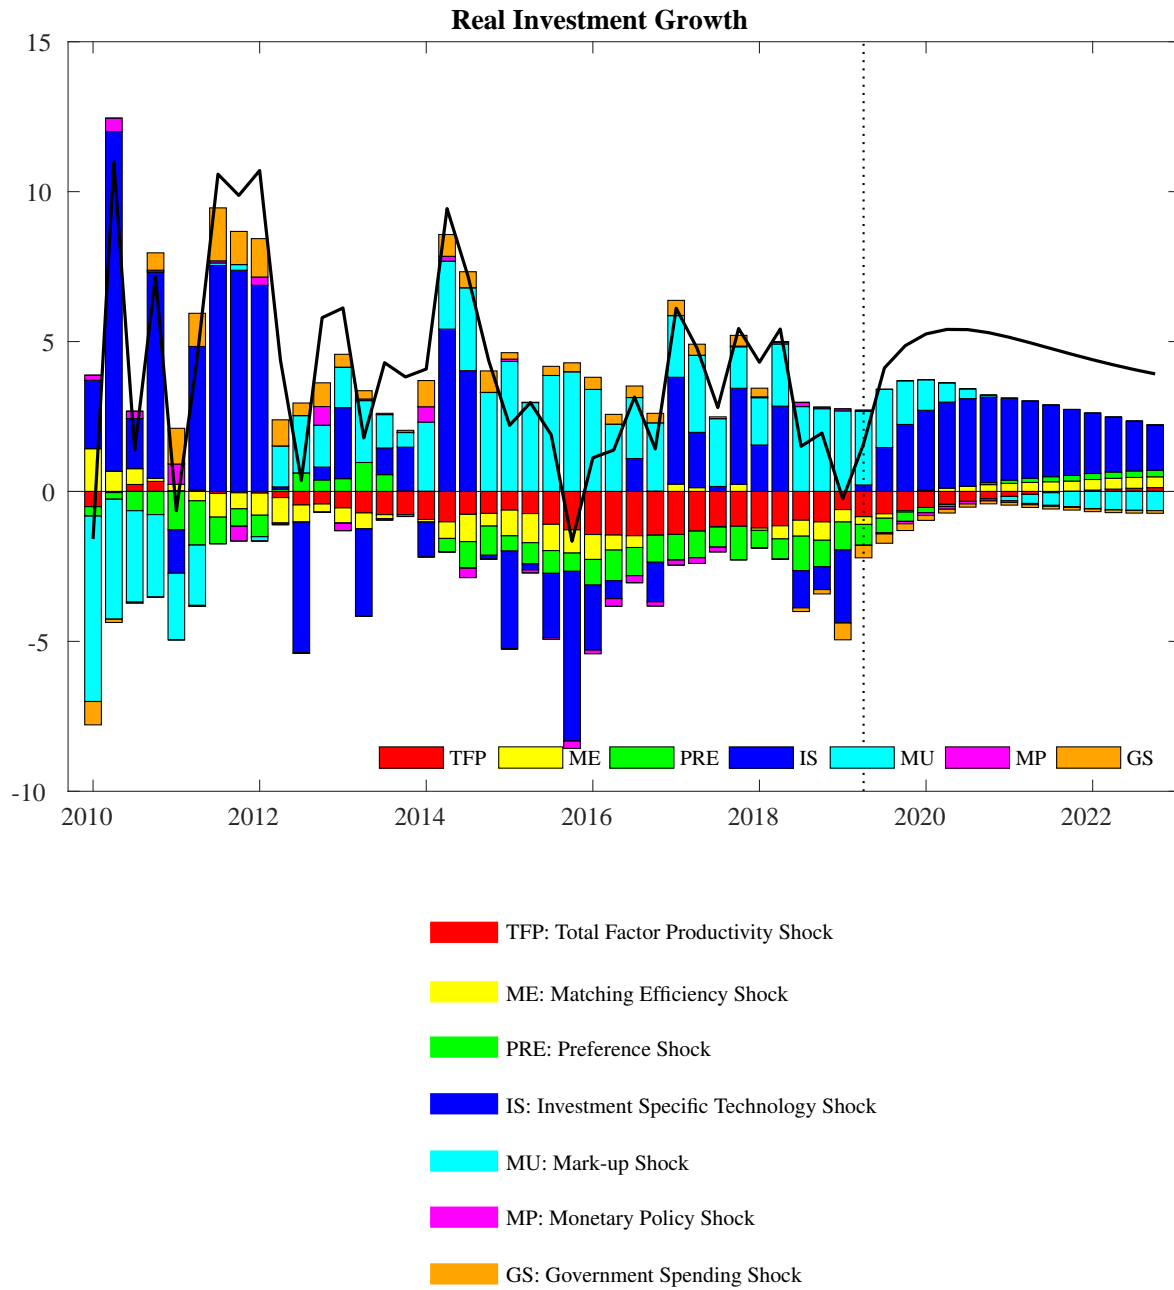 Real Investment Growth
15
10
5
0
-5
-10
TFP ME PRE IS MU MP GS
2010 2012 2014 2016 2018 2020 2022
TFP: Total Factor Productivity Shock
ME: Matching Efficiency Shock
PRE: Preference Shock
IS: Investment Specific Technology Shock
MU: Mark-up Shock
MP: Monetary Policy Shock
GS: Government Spending Shock